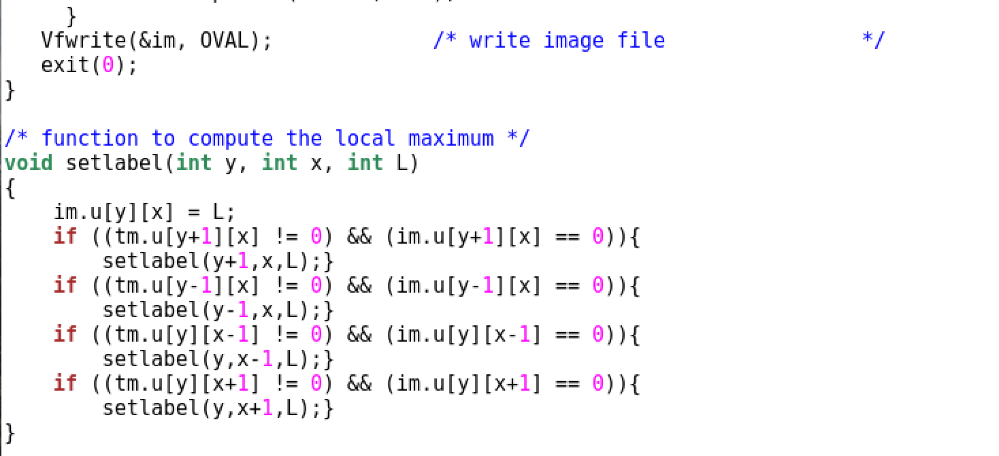 }
Vfwrite(&im, OVAL); /* write image file */
exit(0);
}
/* function to compute the local maximum */
void setlabel(int y, int x, int L)
{
im.u[y][x] = L;
if ((tm.u[y+1][x] != 0) && (im.u[y+1][x] == 0)){
setlabel(y+1,x,L);}
if ((tm.u[y-1][x] != 0) && (im.u[y-1][x] == 0)){
setlabel(y-1,x,L);}
if ((tm.u[y][x-1] != 0) && (im.u[y][x-1] == 0)){
setlabel(y,x-1,L);}
if ((tm.u[y][x+1] != 0) && (im.u[y][x+1] == 0)){
setlabel(y,x+1,L);}
}